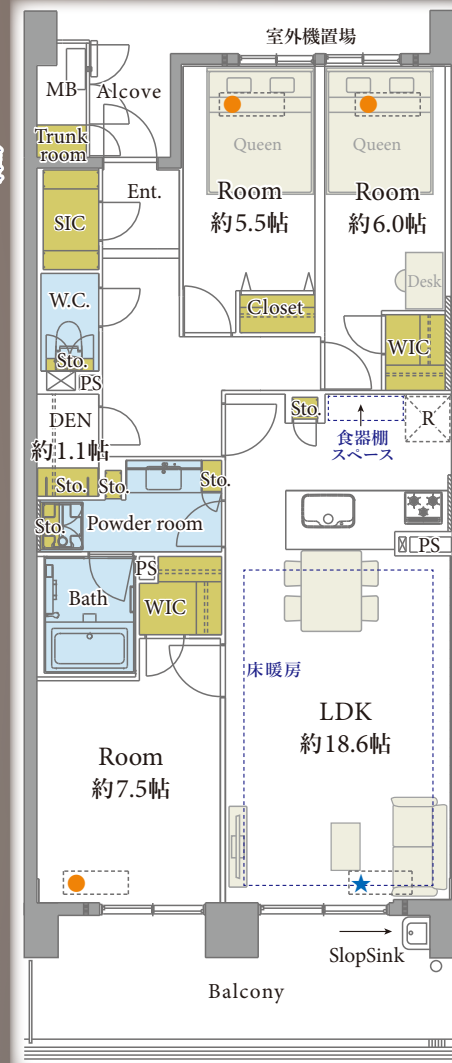 室外機置場
MB
Alcove
Trunk
room
Queen
Queen
Ent.
Room
約5.5帖
Room
約6.0帖
SIC
Desk
W.C.
Closet
WIC
Sto.
PS
Sto.
R
DEN
約1.1帖
食器棚
スペース
Sto.
Sto.
Sto.
Sto.
Powder room
PS
PS
Bath
WIC
床暖房
LDK
約18.6帖
Room
約7.5帖
SlopSink
Balcony